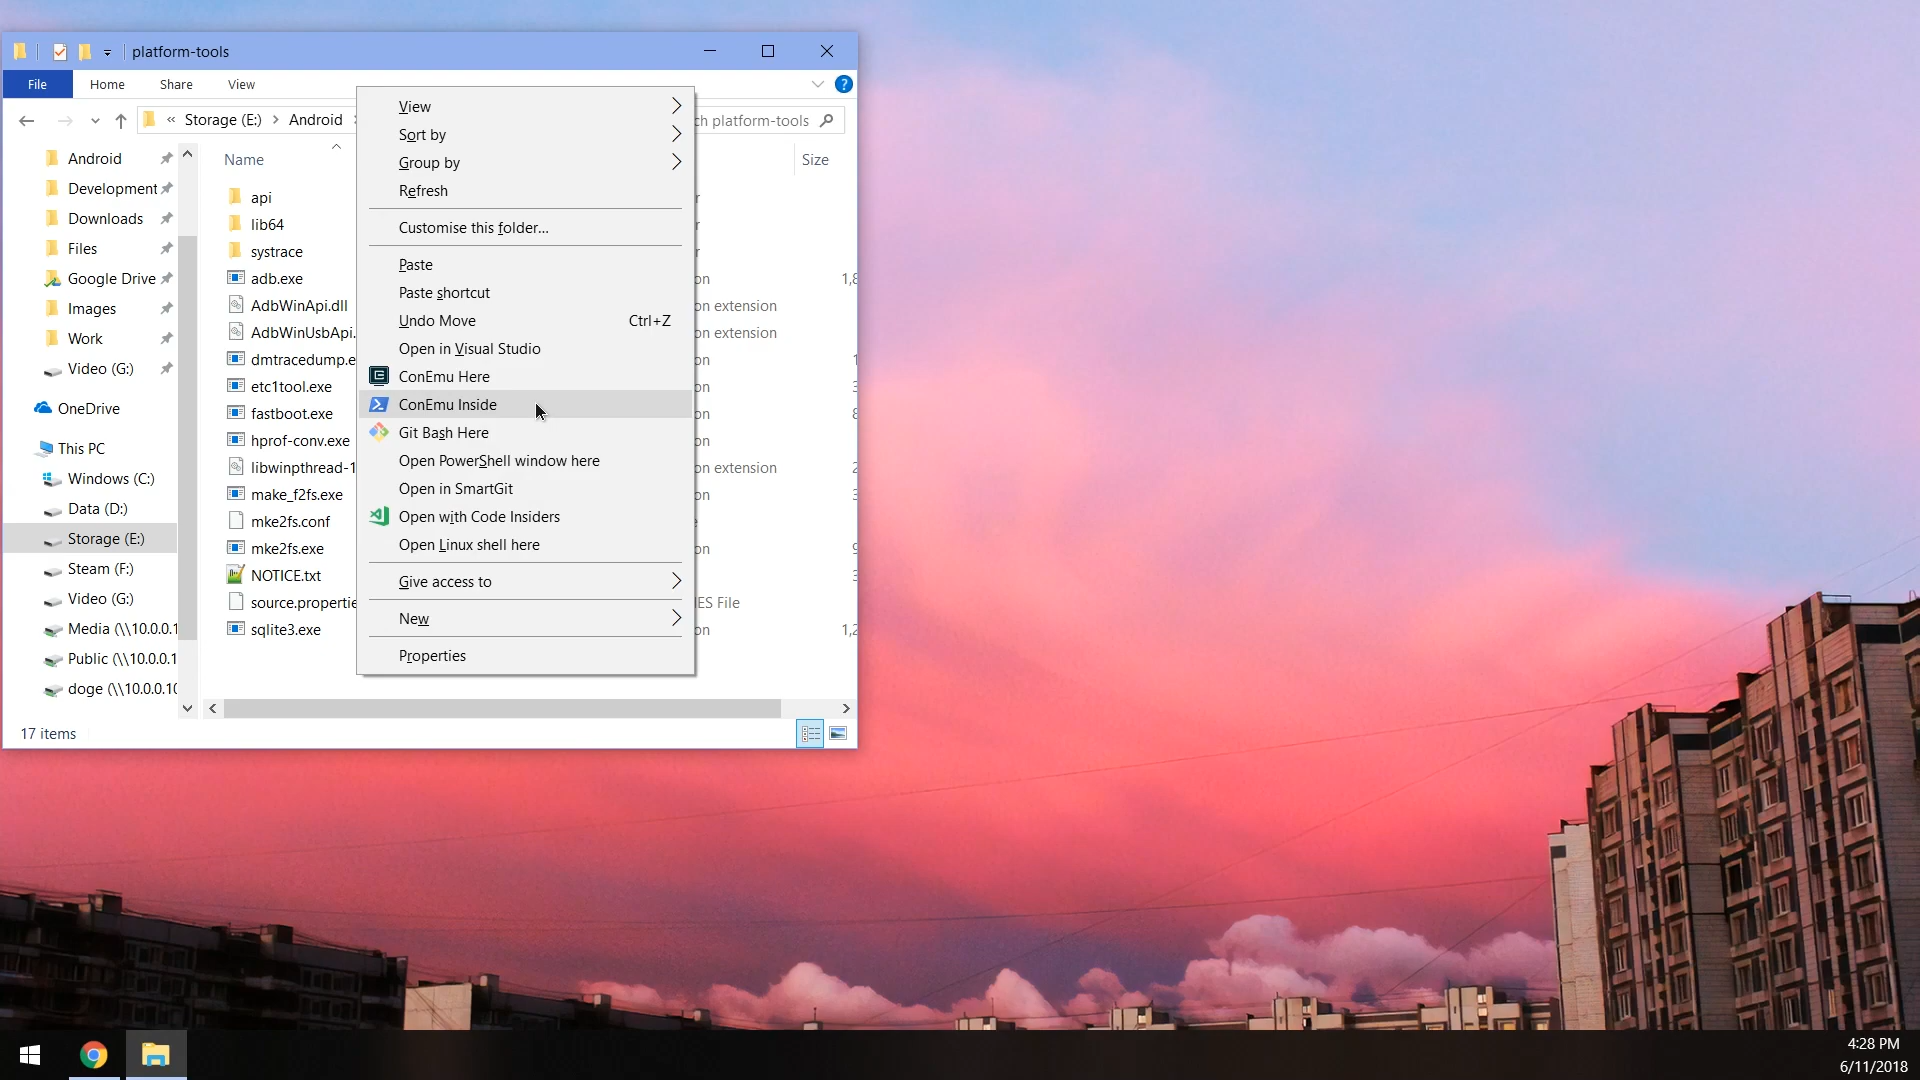 platform-tools
File Home Share View
« Storage (E:) > Android
ch platform-tools
Android
Development
Downloads
Files
Google Drive
Images
Work
Video (G:)
OneDrive
This PC
Windows (C:)
Data (D:)
Storage (E:)
Steam (F:)
Video (G:)
Media (\\10.0.0.1
Public (\\10.0.0.1
doge (\\10.0.0.10
Name Size
api
lib64
systrace
adb.exe on 1,8
AdbWinApi.dll on extension
AdbWinUsbApi. on extension
dmtracedump.e on
etc1tool.exe on
fastboot.exe on
hprof-conv.exe on
libwinpthread-1 on extension
make_f2fs.exe on
mke2fs.conf
mke2fs.exe on
NOTICE.txt
source.propertie ES File
sqlite3.exe on 1,2
View
Sort by
Group by
Refresh
Customise this folder...
Paste
Paste shortcut
Undo Move Ctrl+Z
Open in Visual Studio
ConEmu Here
ConEmu Inside
Git Bash Here
Open PowerShell window here
Open in SmartGit
Open with Code Insiders
Open Linux shell here
Give access to
New
Properties
17 items
4:28 PM
6/11/2018